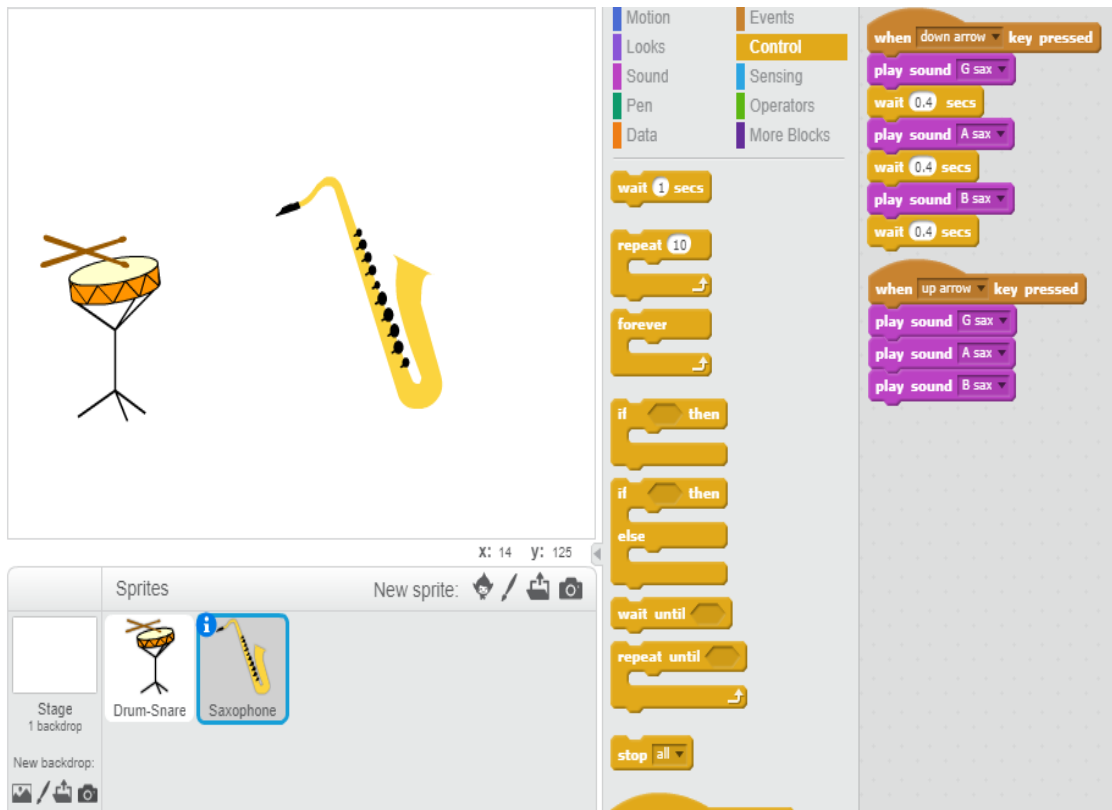 x: 14 y: 125
Sprites
New sprite:
Stage
1 backdrop
New backdrop:
Drum-Snare
Saxophone
Motion
Looks
Sound
Pen
Data
Events
Control
Sensing
Operators
More Blocks
wait 1 secs
repeat 10
forever
if then
if then
else
wait until
repeat until
stop all
when down arrow key pressed
play sound G sax
wait 0.4 secs
play sound A sax
wait 0.4 secs
play sound B sax
wait 0.4 secs
when up arrow key pressed
play sound G sax
play sound A sax
play sound B sax